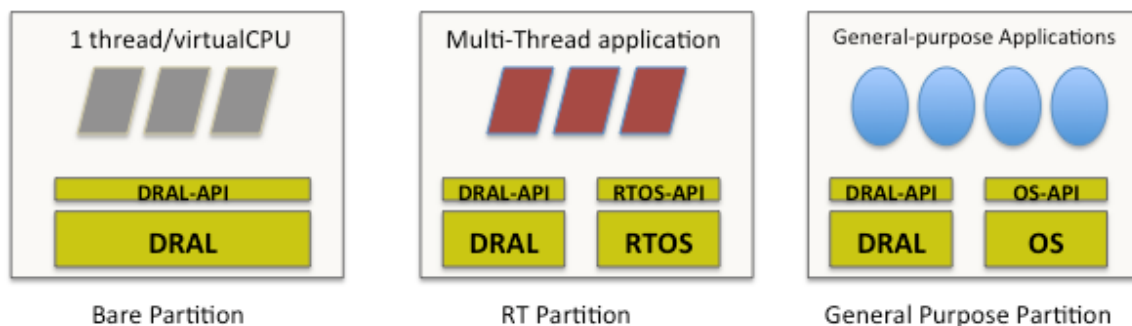 1 thread/virtualCPU
DRAL-API
DRAL
Bare Partition
Multi-Thread application
DRAL-API RTOS-API
DRAL RTOS
RT Partition
General-purpose Applications
DRAL-API OS-API
DRAL OS
General Purpose Partition